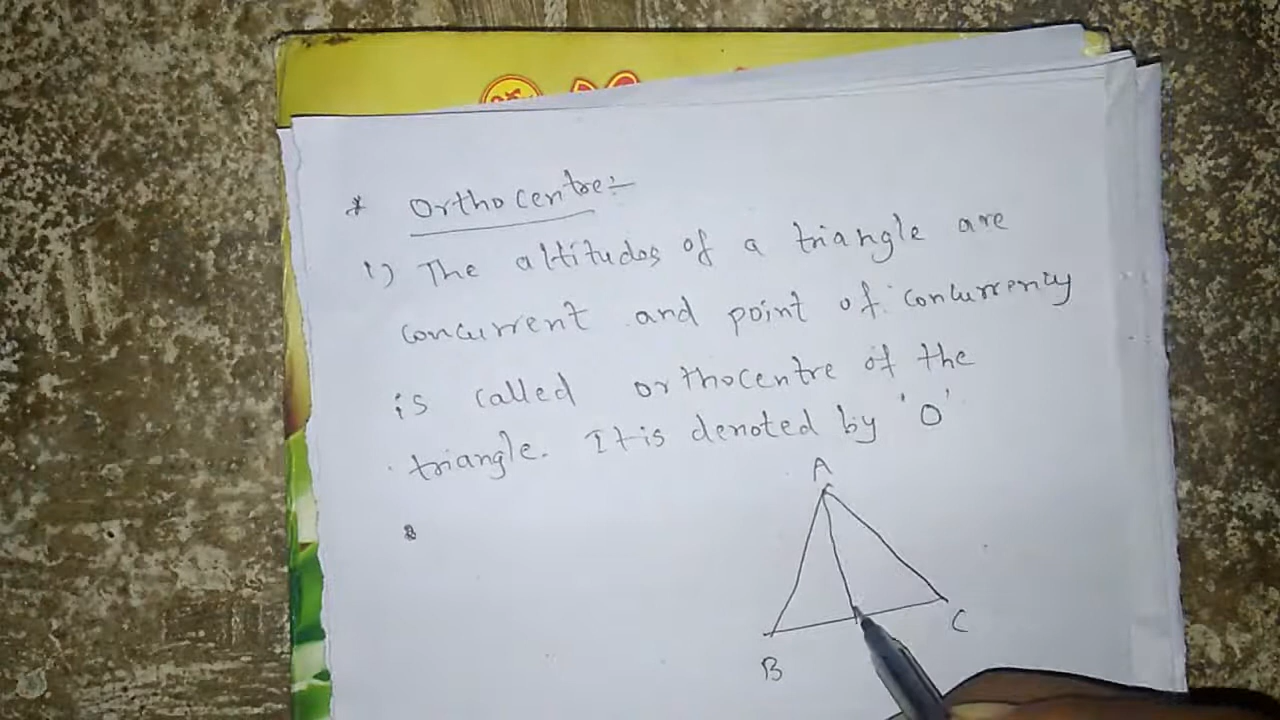 * Orthocentre:-
1) The altitudes of a triangle are
concurrent and point of concurrency
is called orthocentre of the
triangle. It is denoted by 'O'
A
B
C